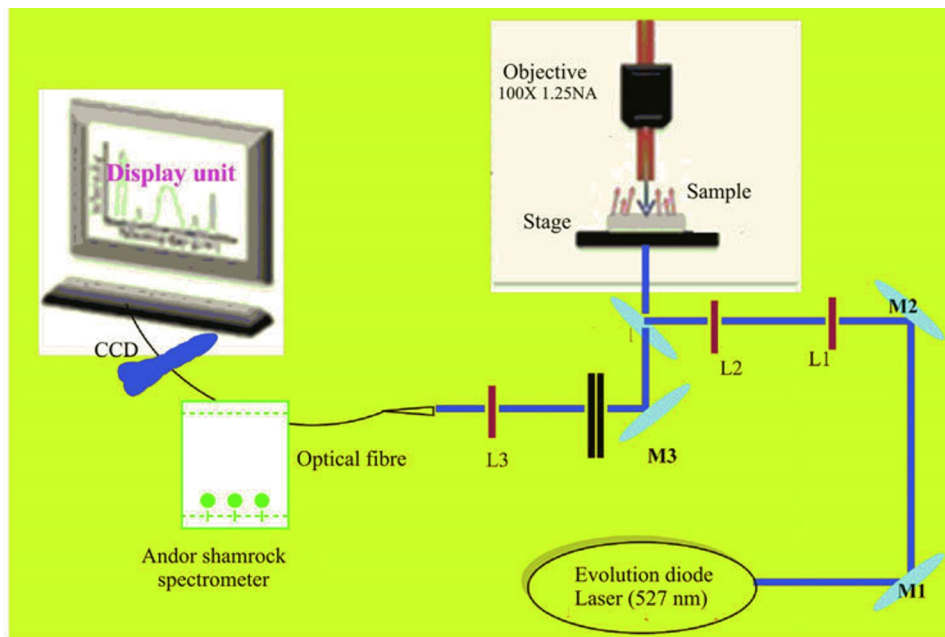 Objective
100X 1.25NA
Display unit
Sample
Stage
M2
CCD
L2
L1
L3
M3
Optical fibre
Andor shamrock
spectrometer
Evolution diode
Laser (527 nm)
M1